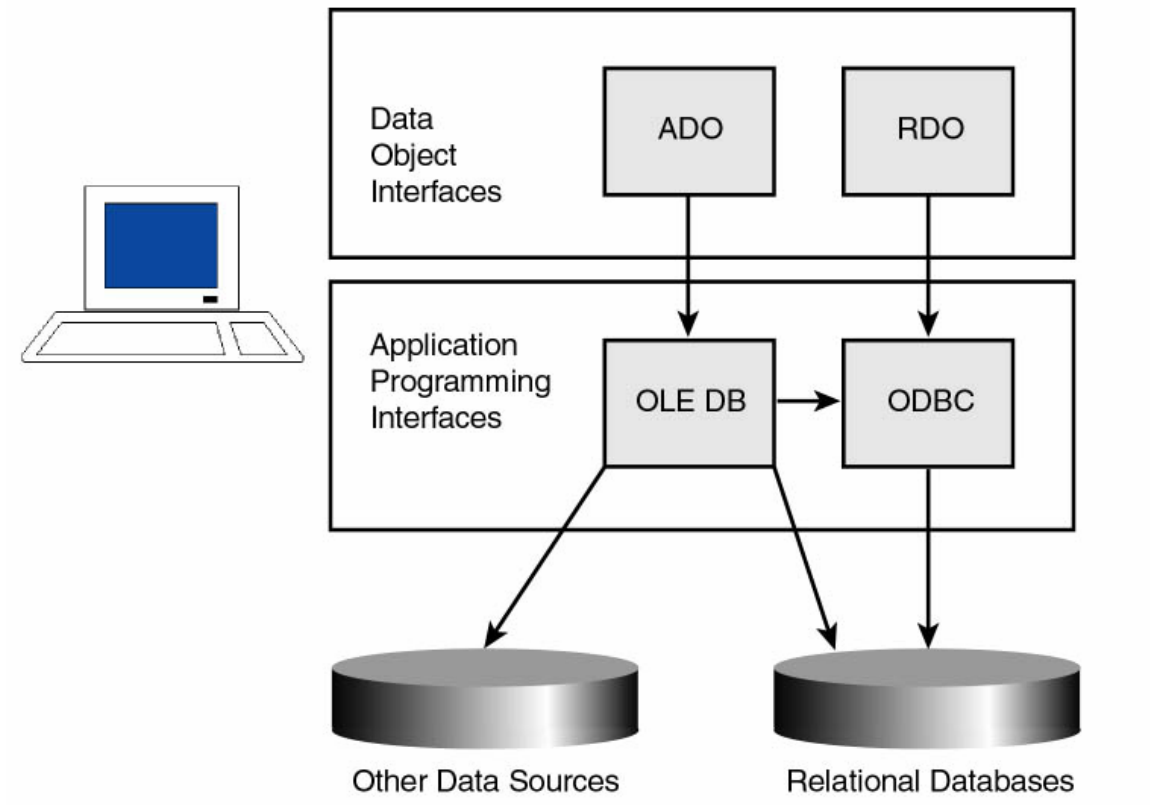 Data
Object
Interfaces
ADO
RDO
Application
Programming
Interfaces
OLE DB
ODBC
Other Data Sources
Relational Databases